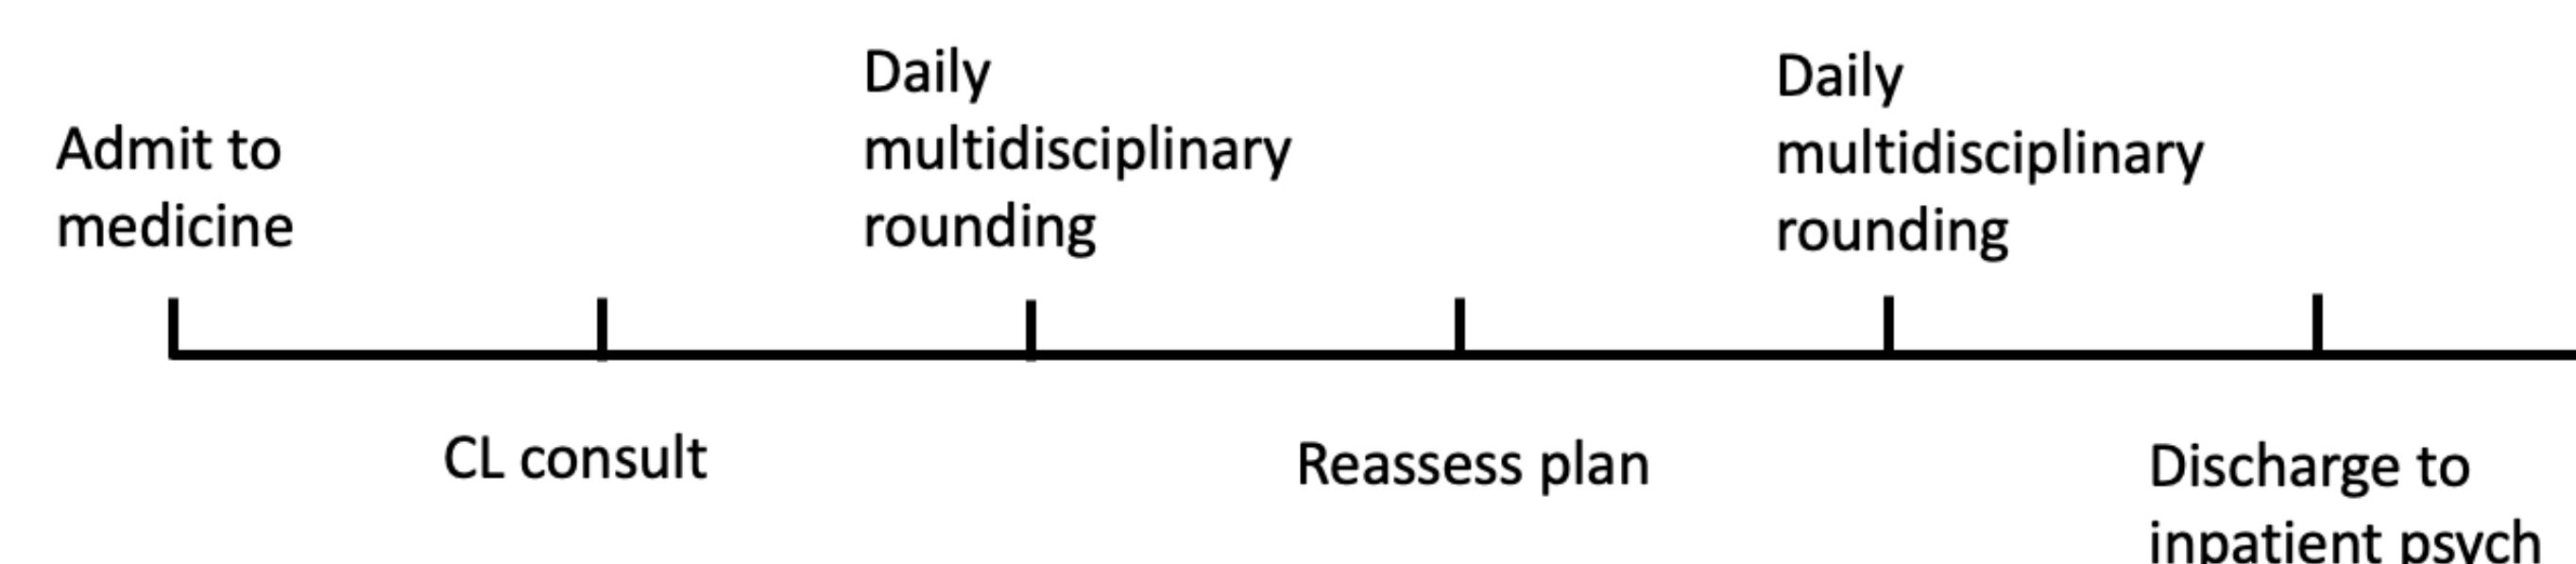 Admit to
medicine
CL consult
Daily
multidisciplinary
rounding
Reassess plan
Daily
multidisciplinary
rounding
Discharge to
inpatient psych